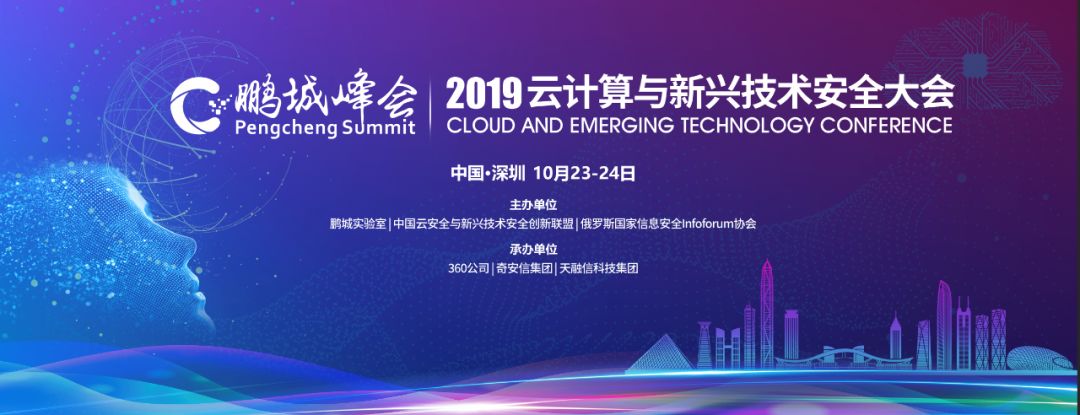 鹏城峰会
Pengcheng Summit
2019云计算与新兴技术安全大会
CLOUD AND EMERGING TECHNOLOGY CONFERENCE
中国·深圳 10月23-24日
主办单位
鹏城实验室|中国云安全与新兴技术安全创新联盟|俄罗斯国家信息安全Infoforum协会
承办单位
360公司|奇安信集团|天融信科技集团